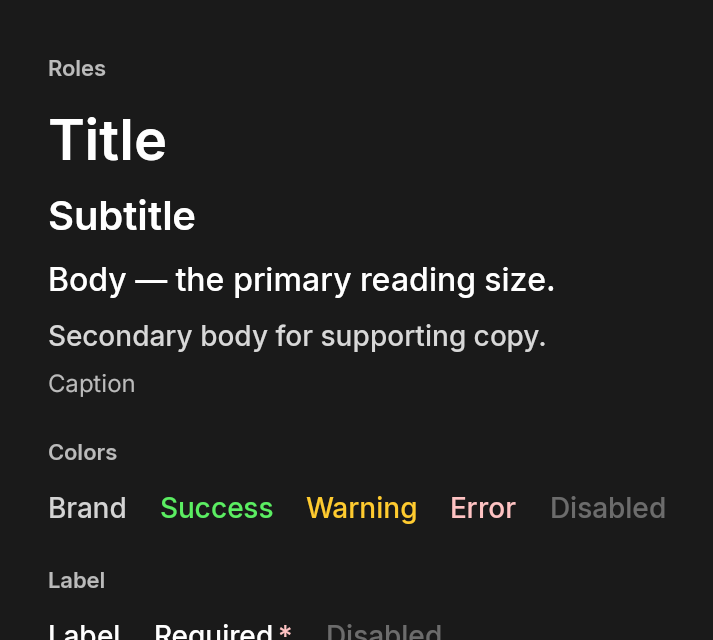 Roles
Title
Subtitle
Body — the primary reading size.
Secondary body for supporting copy.
Caption
Colors
Brand Success Warning Error Disabled
Label
Label Required * Disabled